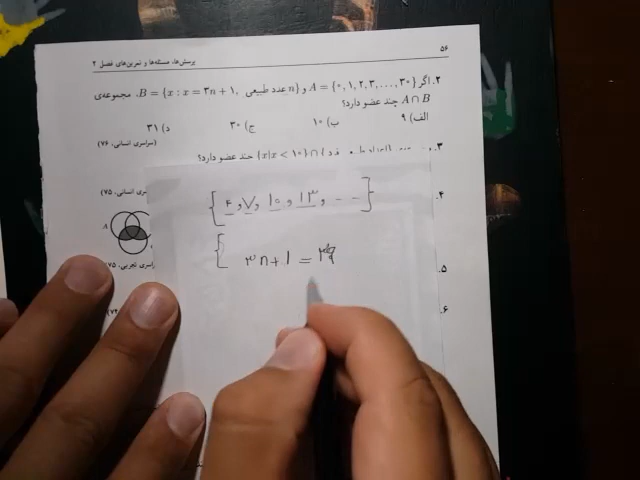 ۵۶
پرسش‌ها، مسئله‌ها و تمرین‌های فصل ۲
۲. اگر A = {۰, ۱, ۲, ۳, ..., ۳۰} و B = {x : x = ۳n + ۱, n عدد طبیعی}، مجموعه‌ی
A ∩ B چند عضو دارد؟
الف) ۹ ب) ۱۰ ج) ۳۰ د) ۳۱
(سراسری انسانی، ۷۶)
۳. {x|x < ۱۰} ∩ چند عضو دارد؟
{۴ و ۷ و ۱۰ و ۱۳ و - -}
۴.
انسانی، ۷۵)
A
{ ۳n+۱ =
۵.
سراسری تجربی، ۷۵)
۶.